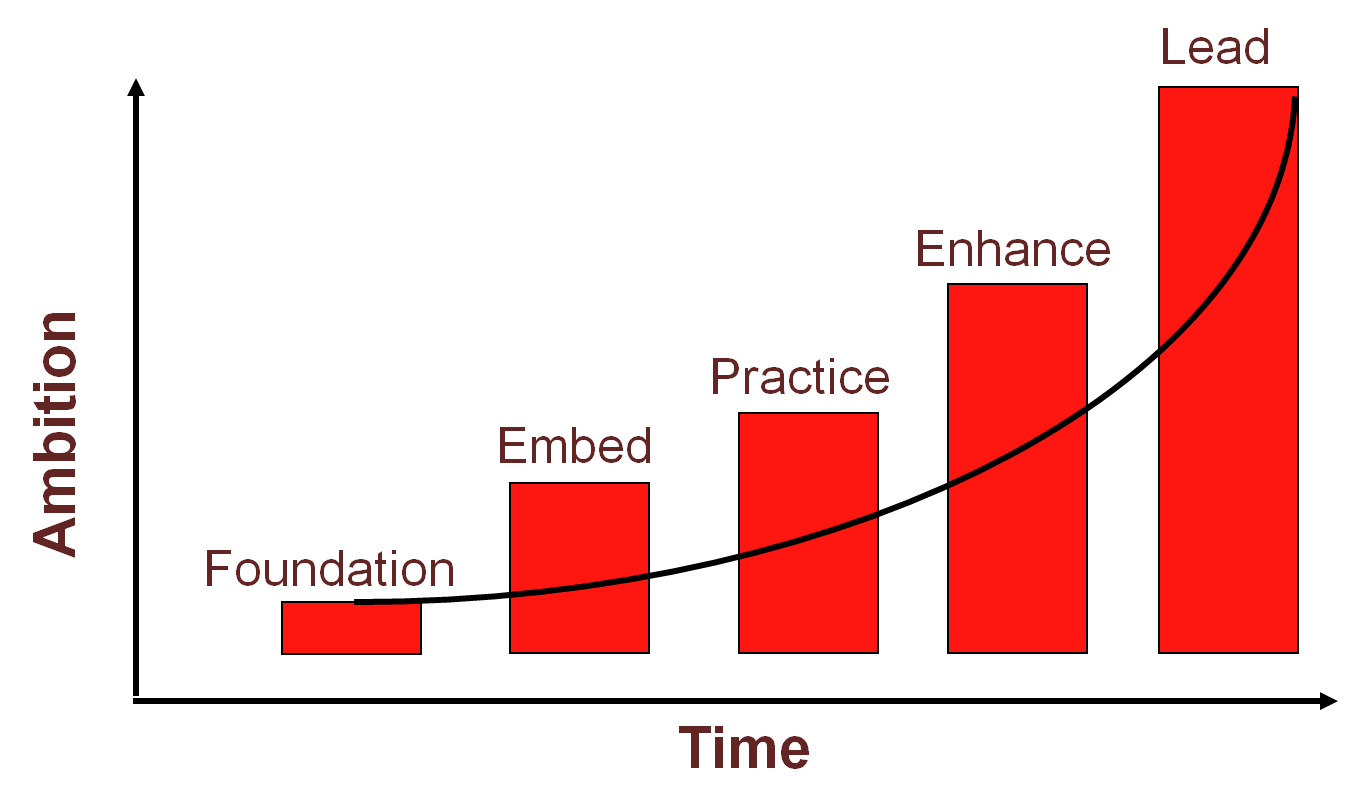 Lead
Enhance
Practice
Embed
Foundation
Ambition
Time